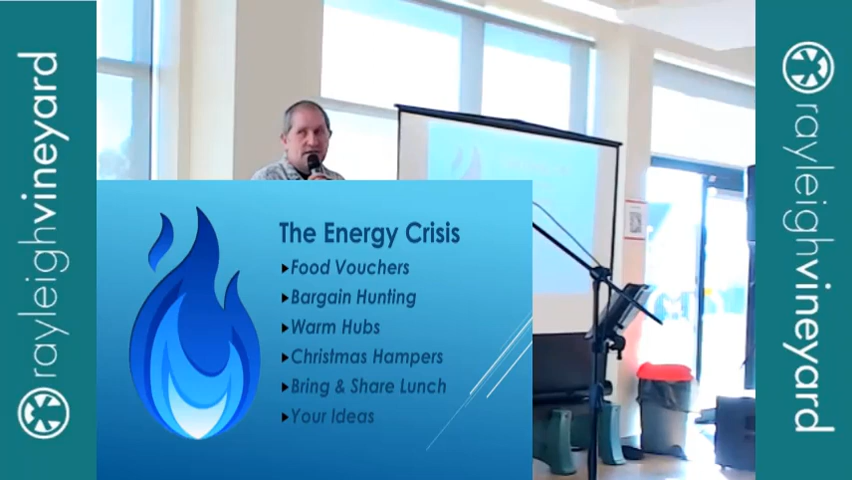 rayleighvineyard
The Energy Crisis
Food Vouchers
Bargain Hunting
Warm Hubs
Christmas Hampers
Bring & Share Lunch
Your Ideas
rayleighvineyard